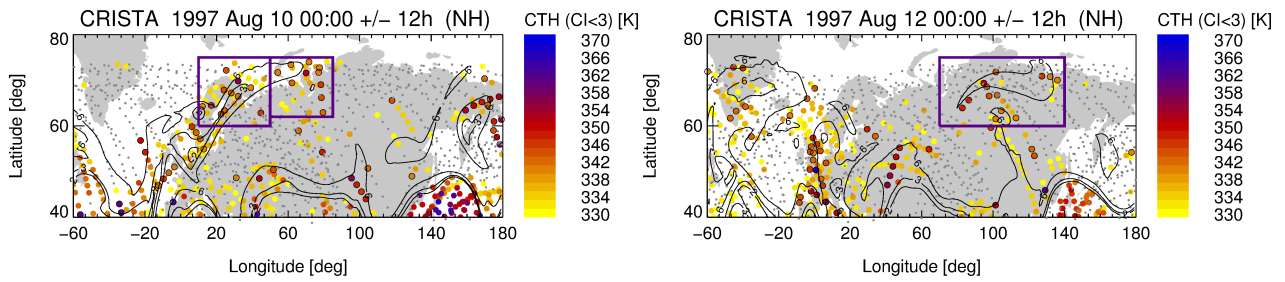 CRISTA 1997 Aug 10 00:00 +/− 12h (NH)
CTH (CI<3) [K]
80
60
40
Latitude [deg]
−60 −20 20 60 100 140 180
Longitude [deg]
370
366
362
358
354
350
346
342
338
334
330
CRISTA 1997 Aug 12 00:00 +/− 12h (NH)
CTH (CI<3) [K]
80
60
40
Latitude [deg]
−60 −20 20 60 100 140 180
Longitude [deg]
370
366
362
358
354
350
346
342
338
334
330